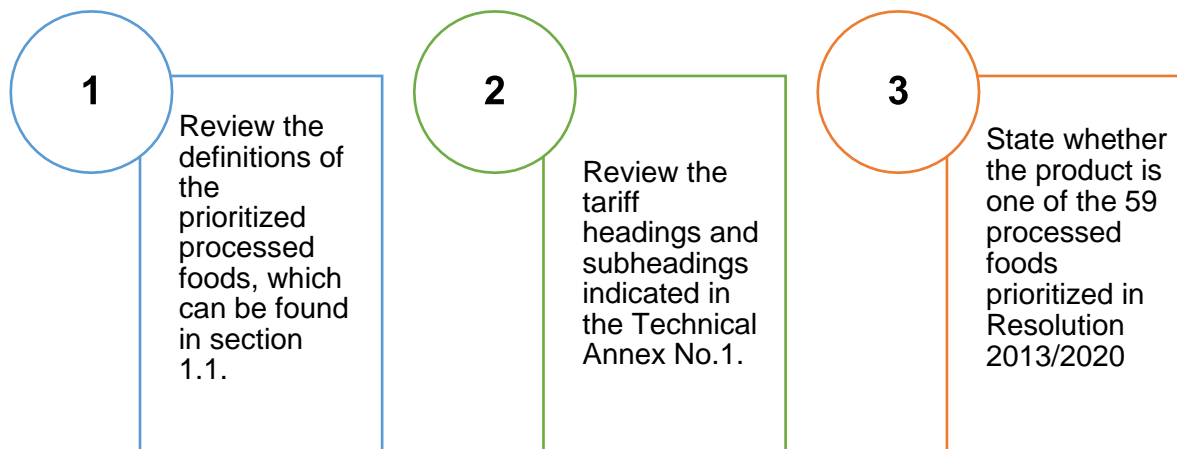 1
Review the
definitions of
the
prioritized
processed
foods, which
can be found
in section
1.1.
2
Review the
tariff
headings and
subheadings
indicated in
the Technical
Annex No.1.
3
State whether
the product is
one of the 59
processed
foods
prioritized in
Resolution
2013/2020